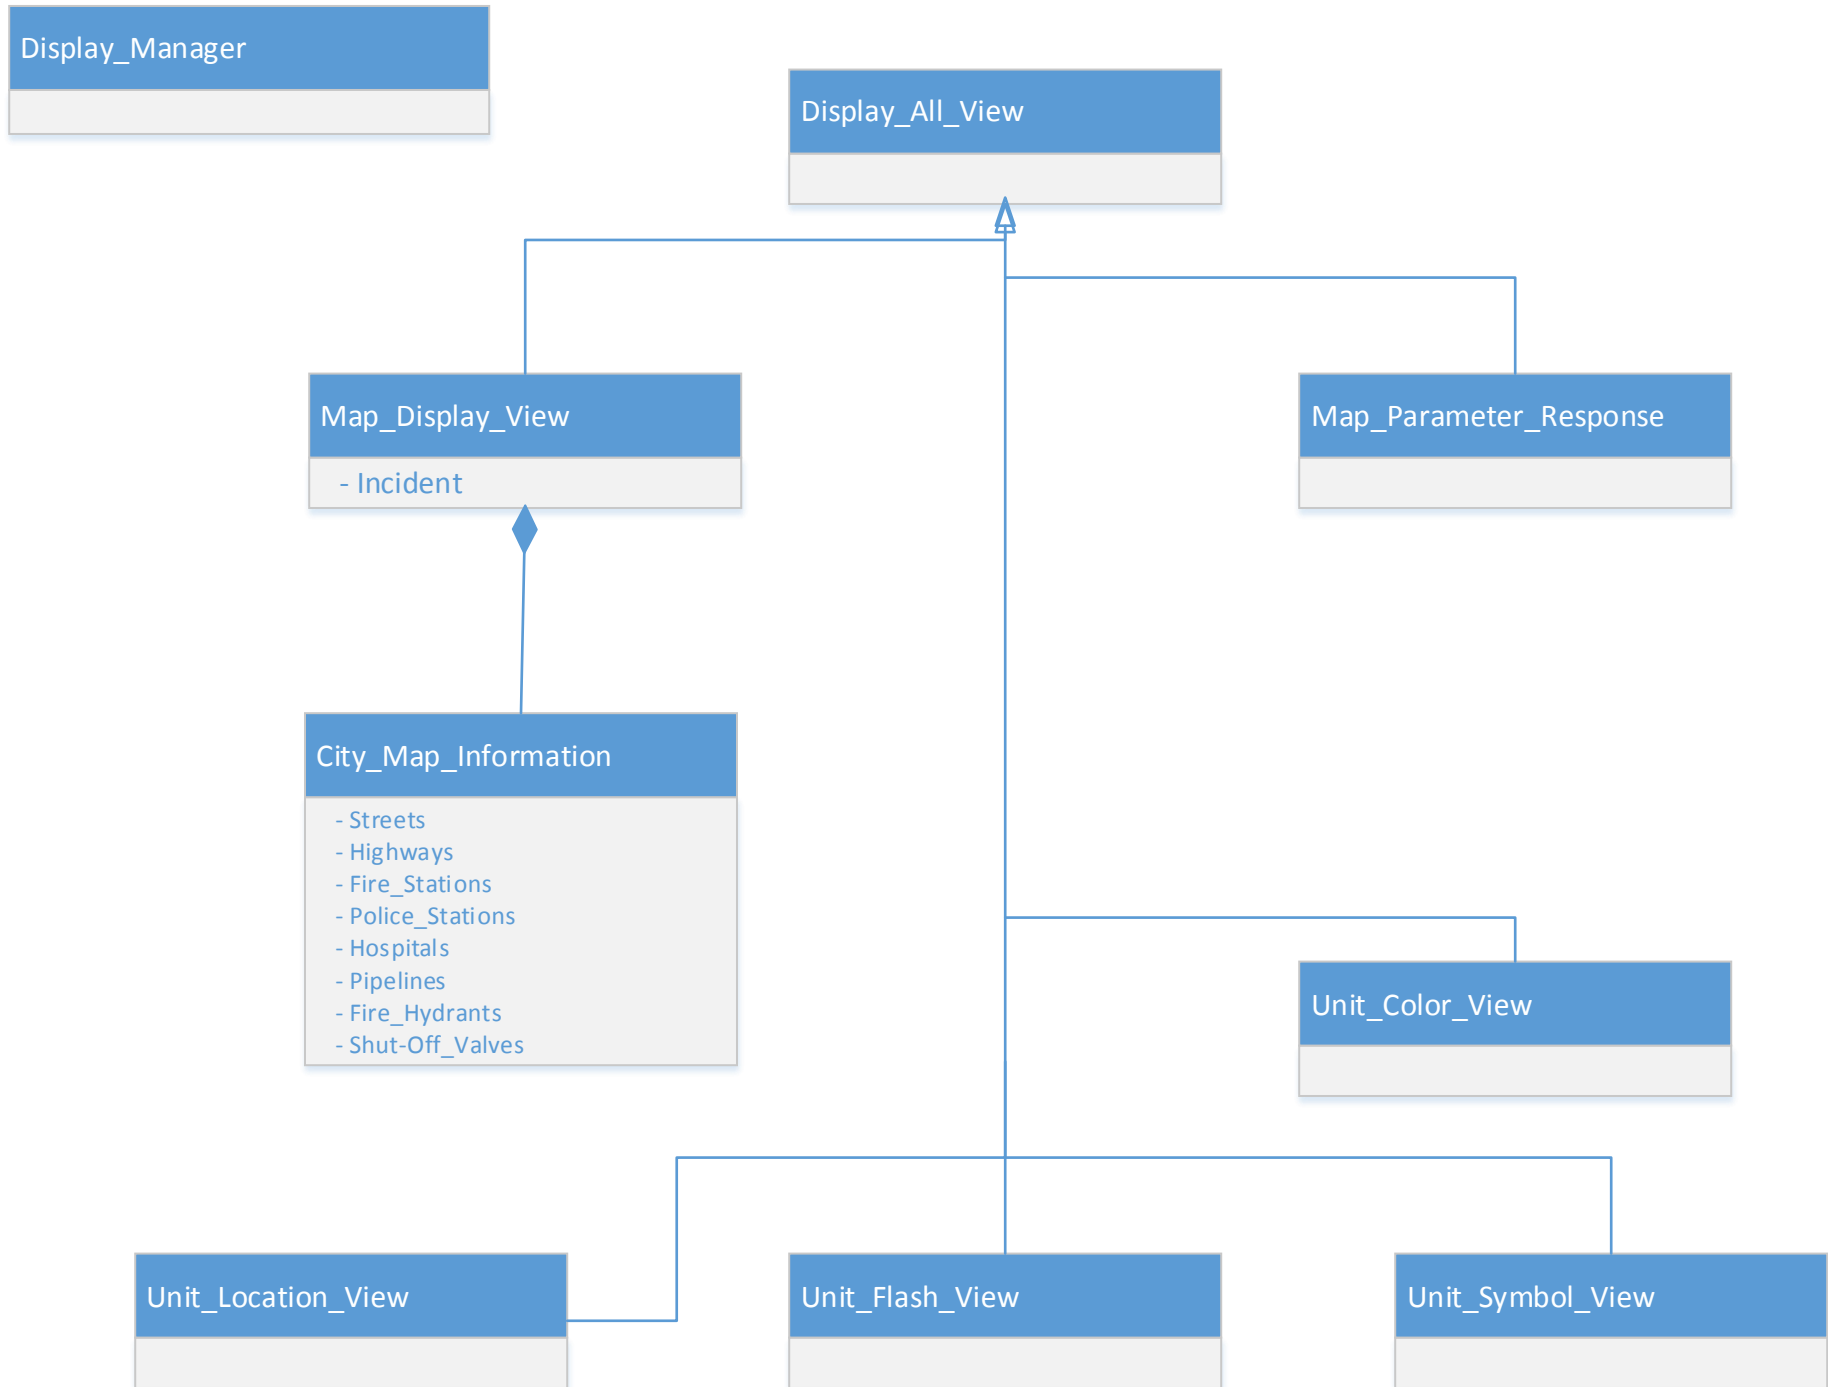 Display_Manager
Display_All_View
Map_Display_View
- Incident
Map_Parameter_Response
City_Map_Information
- Streets
- Highways
- Fire_Stations
- Police_Stations
- Hospitals
- Pipelines
- Fire_Hydrants
- Shut-Off_Valves
Unit_Color_View
Unit_Location_View
Unit_Flash_View
Unit_Symbol_View